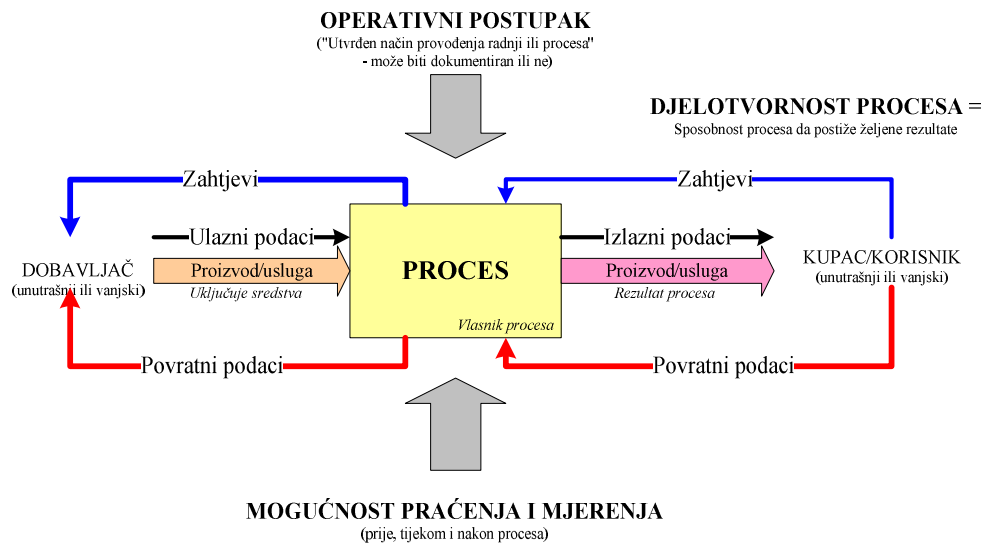 OPERATIVNI POSTUPAK
("Utvrđen način provođenja radnji ili procesa"
- može biti dokumentiran ili ne)
DJELOTVORNOST PROCESA =
Sposobnost procesa da postiže željene rezultate
Zahtjevi
Zahtjevi
Ulazni podaci
Izlazni podaci
DOBAVLJAČ
(unutrašnji ili vanjski)
Proizvod/usluga
Uključuje sredstva
PROCES
Vlasnik procesa
Proizvod/usluga
Rezultat procesa
KUPAC/KORISNIK
(unutrašnji ili vanjski)
Povratni podaci
Povratni podaci
MOGUĆNOST PRAĆENJA I MJERENJA
(prije, tijekom i nakon procesa)